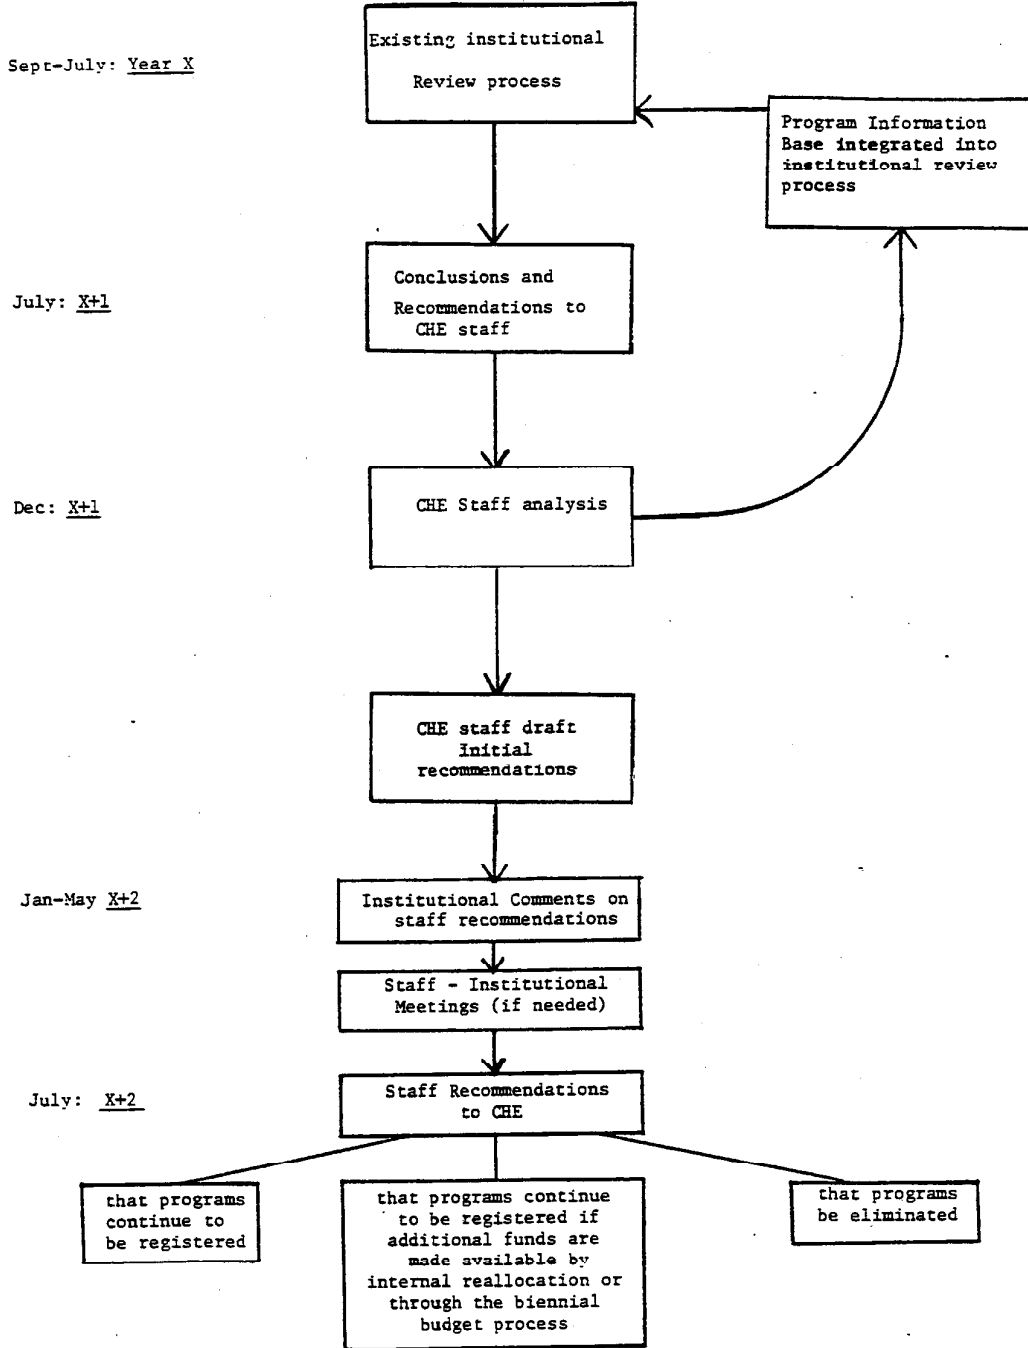 Existing institutional
Review process
Sept-July: Year X
Program Information
Base integrated into
institutional review
process
Conclusions and
July: X+1
Recommendations to
CHE staff
CHE Staff analysis
Dec: X+1
CHE staff draft
Initial
recommendations
Jan-May X+2
Institutional Comments on
staff recommendations
Staff - Institutional
Meetings (if needed)
July: X+2
Staff Recommendations
to CHE
that programs
continue to
be registered
that programs continue
to be registered if
additional funds are
made available by
internal reallocation or
through the biennial
budget process
that programs
be eliminated